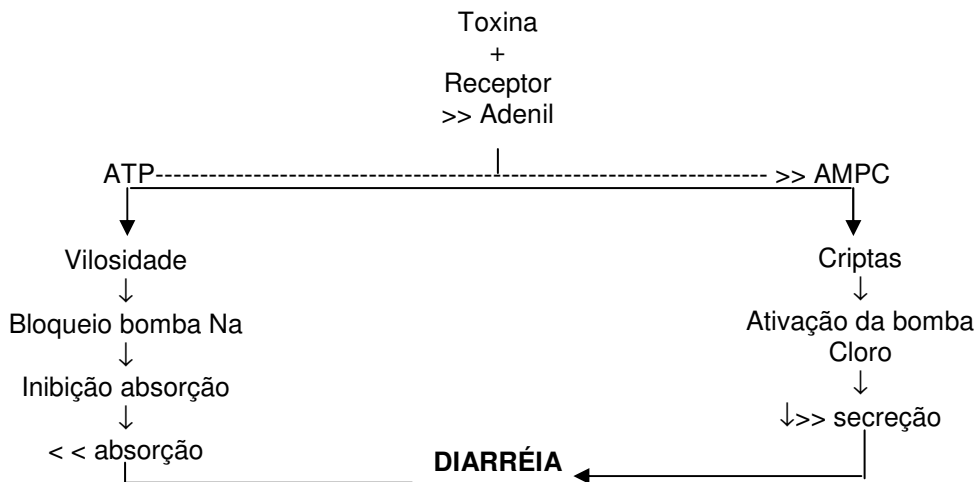 Toxina
+
Receptor
>> Adenil
ATP------------------------------------------------------------------- >> AMPC
Vilosidade
↓
Bloqueio bomba Na
↓
Inibição absorção
↓
< < absorção
Criptas
↓
Ativação da bomba
Cloro
↓
↓>> secreção
DIARRÉIA